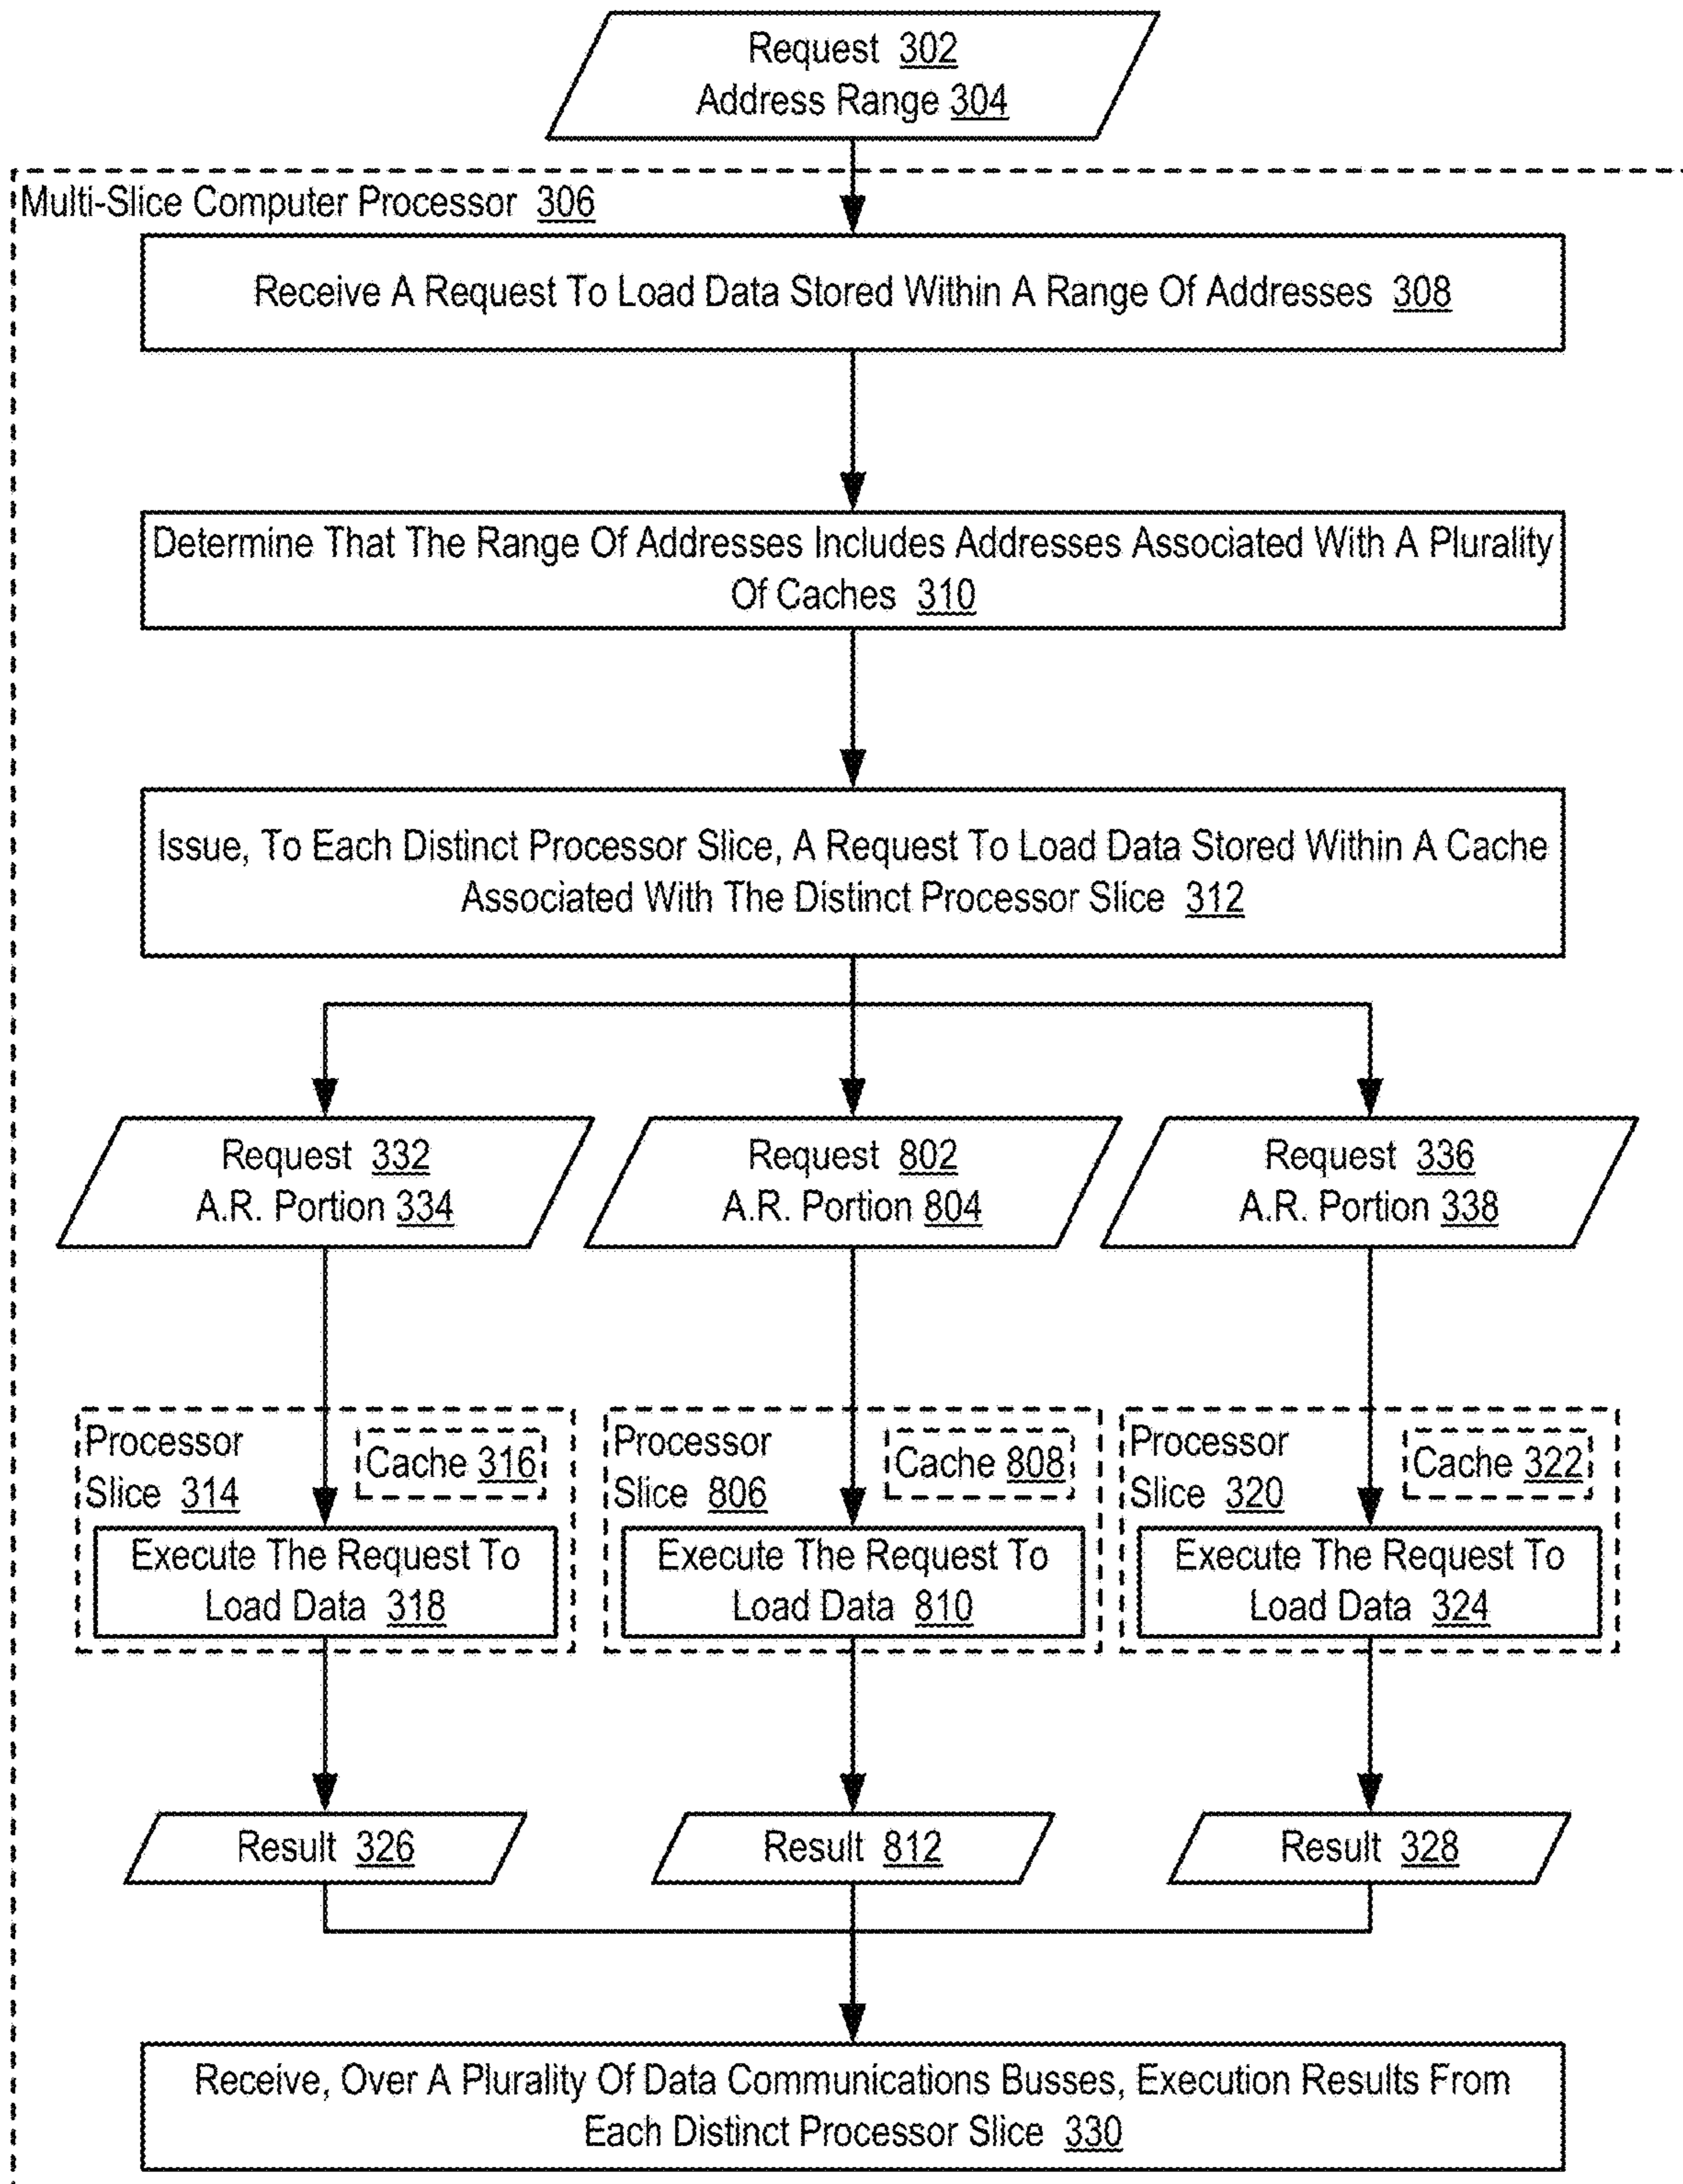 Request 302
Address Range 304
Multi-Slice Computer Processor 306
Receive A Request To Load Data Stored Within A Range Of Addresses 308
Determine That The Range Of Addresses Includes Addresses Associated With A Plurality
Of Caches 310
Issue, To Each Distinct Processor Slice, A Request To Load Data Stored Within A Cache
Associated With The Distinct Processor Slice 312
Request 332
A.R. Portion 334
Request 802
A.R. Portion 804
Request 336
A.R. Portion 338
Processor
Slice 314
Cache 316
Execute The Request To
Load Data 318
Processor
Slice 806
Cache 808
Execute The Request To
Load Data 810
Processor
Slice 320
Cache 322
Execute The Request To
Load Data 324
Result 326
Result 812
Result 328
Receive, Over A Plurality Of Data Communications Busses, Execution Results From
Each Distinct Processor Slice 330